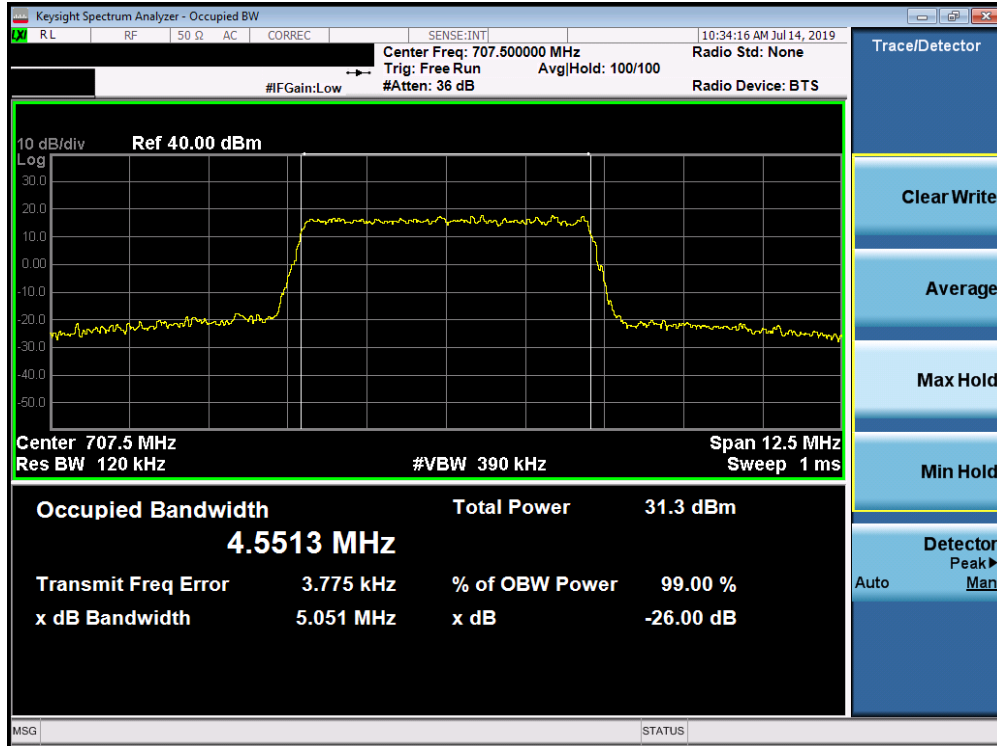 Keysight Spectrum Analyzer - Occupied BW
LXI RL RF 50 Ω AC CORREC SENSE:INT 10:34:16 AM Jul 14, 2019
Center Freq: 707.500000 MHz Radio Std: None
Trig: Free Run Avg|Hold: 100/100
#IFGain:Low #Atten: 36 dB Radio Device: BTS
10 dB/div Ref 40.00 dBm
Log
30.0
20.0
10.0
0.00
-10.0
-20.0
-30.0
-40.0
-50.0
Center 707.5 MHz Span 12.5 MHz
Res BW 120 kHz #VBW 390 kHz Sweep 1 ms
Occupied Bandwidth Total Power 31.3 dBm
4.5513 MHz
Transmit Freq Error 3.775 kHz % of OBW Power 99.00 %
x dB Bandwidth 5.051 MHz x dB -26.00 dB
MSG STATUS
Trace/Detector
Clear Write
Average
Max Hold
Min Hold
Detector
Peak▶
Auto Man